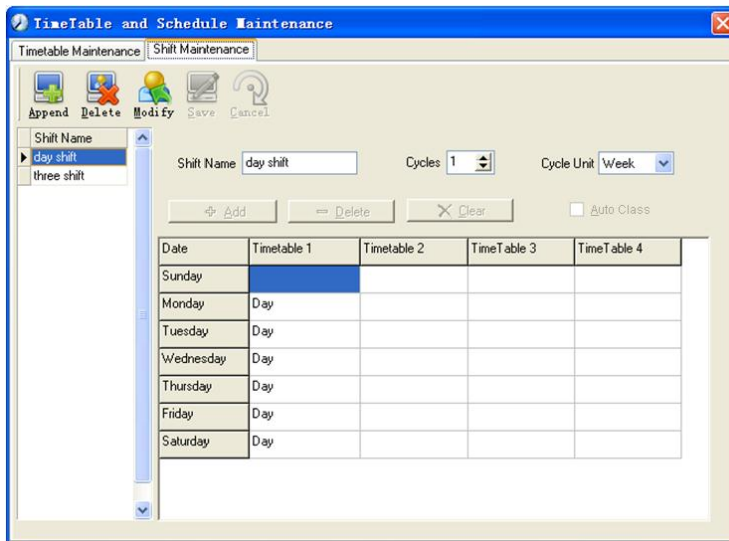 TimeTable and Schedule Maintenance
Timetable Maintenance Shift Maintenance
Append Delete Modify Save Cancel
Shift Name
day shift
three shift
Shift Name day shift Cycles 1 Cycle Unit Week
Add Delete Clear Auto Class
Date Timetable 1 Timetable 2 TimeTable 3 TimeTable 4
Sunday
Monday Day
Tuesday Day
Wednesday Day
Thursday Day
Friday Day
Saturday Day